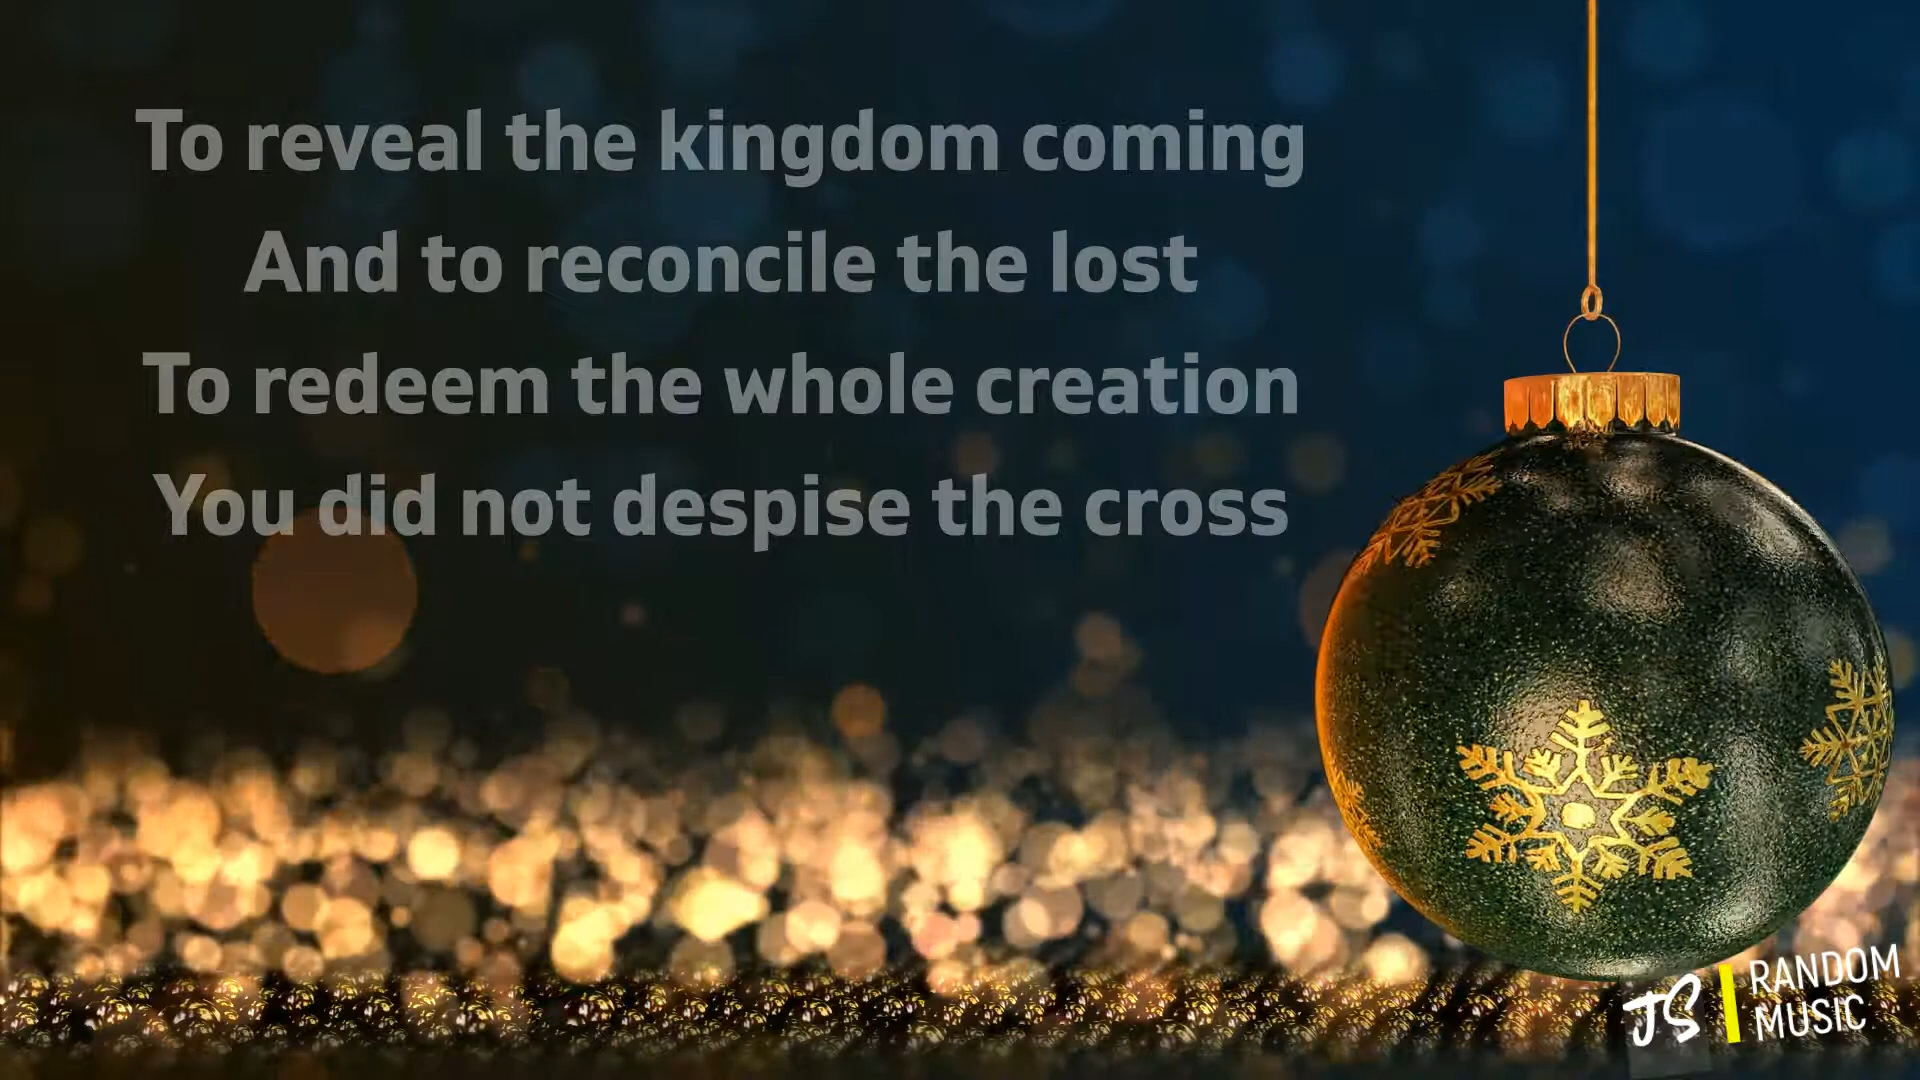 To reveal the kingdom coming
And to reconcile the lost
To redeem the whole creation
You did not despise the cross
JS
RANDOM
MUSIC